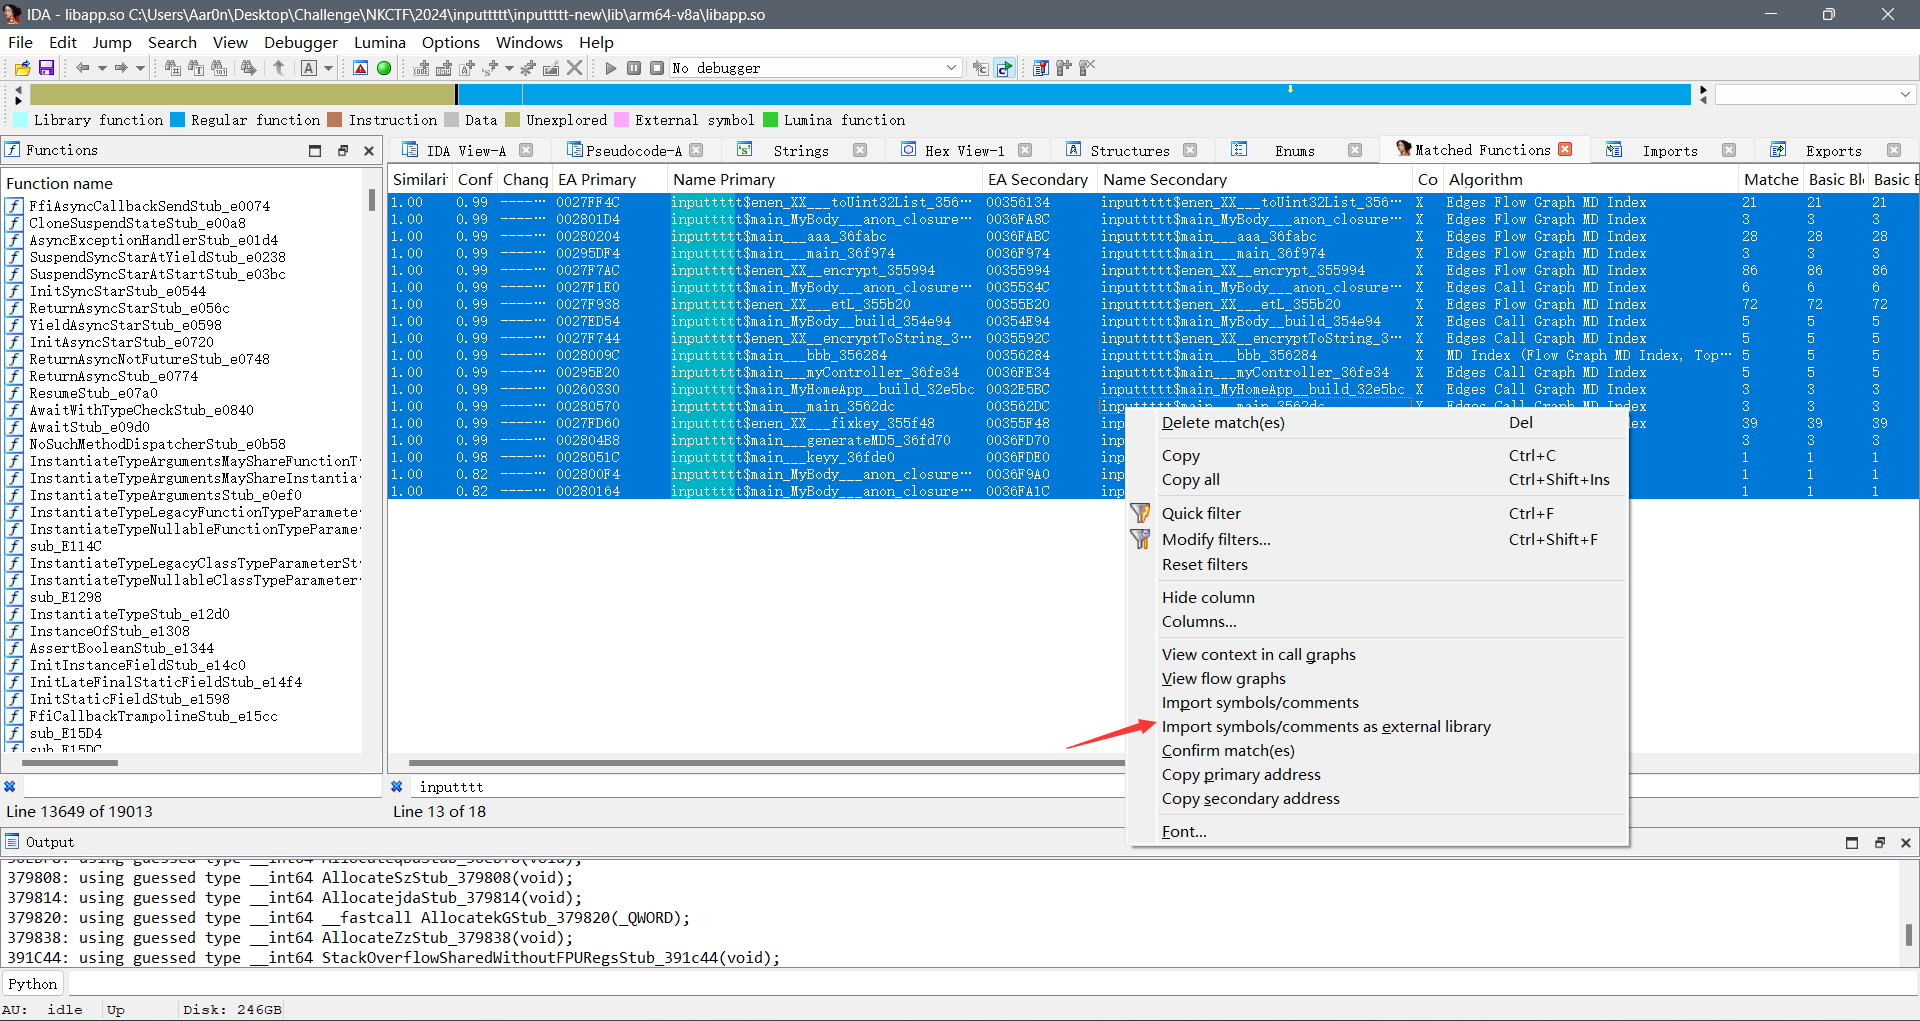 IDA - libapp.so C:\Users\Aar0n\Desktop\Challenge\NKCTF\2024\inputtttt\inputtttt-new\lib\arm64-v8a\libapp.so
File Edit Jump Search View Debugger Lumina Options Windows Help
No debugger
Library function Regular function Instruction Data Unexplored External symbol Lumina function
Functions
IDA View-A Pseudocode-A Strings Hex View-1 Structures Enums Matched Functions Imports Exports
Function name
FfiAsyncCallbackSendStub_e0074
CloneSuspendStateStub_e00a8
AsyncExceptionHandlerStub_e01d4
SuspendSyncStarAtYieldStub_e0238
SuspendSyncStarAtStartStub_e03bc
InitSyncStarStub_e0544
ReturnAsyncStarStub_e056c
YieldAsyncStarStub_e0598
InitAsyncStarStub_e0720
ReturnAsyncNotFutureStub_e0748
ReturnAsyncStub_e0774
ResumeStub_e07a0
AwaitWithTypeCheckStub_e0840
AwaitStub_e09d0
NoSuchMethodDispatcherStub_e0b58
InstantiateTypeArgumentsMayShareFunctionT
InstantiateTypeArgumentsMayShareInstantia
InstantiateTypeArgumentsStub_e0ef0
InstantiateTypeLegacyFunctionTypeParamete
InstantiateTypeNullableFunctionTypeParame
sub_E114C
InstantiateTypeLegacyClassTypeParameterSt
InstantiateTypeNullableClassTypeParameter
sub_E1298
InstantiateTypeStub_e12d0
InstanceOfStub_e1308
AssertBooleanStub_e1344
InitInstanceFieldStub_e14c0
InitLateFinalStaticFieldStub_e14f4
InitStaticFieldStub_e1598
FfiCallbackTrampolineStub_e15cc
sub_E15D4
sub_E15DC
Line 13649 of 19013
Similari Conf Chang EA Primary Name Primary EA Secondary Name Secondary Co Algorithm Matche Basic Bl Basic B
1.00 0.99 ----··· 0027FF4C inputtttt$enen_XX___toUint32List_356··· 00356134 inputtttt$enen_XX___toUint32List_356··· X Edges Flow Graph MD Index 21 21 21
1.00 0.99 ----··· 002801D4 inputtttt$main_MyBody___anon_closure··· 0036FA8C inputtttt$main_MyBody___anon_closure··· X Edges Flow Graph MD Index 3 3 3
1.00 0.99 ----··· 00280204 inputtttt$main___aaa_36fabc 0036FABC inputtttt$main___aaa_36fabc X Edges Flow Graph MD Index 28 28 28
1.00 0.99 ----··· 00295DF4 inputtttt$main___main_36f974 0036F974 inputtttt$main___main_36f974 X Edges Flow Graph MD Index 3 3 3
1.00 0.99 ----··· 0027F7AC inputtttt$enen_XX__encrypt_355994 00355994 inputtttt$enen_XX__encrypt_355994 X Edges Flow Graph MD Index 86 86 86
1.00 0.99 ----··· 0027F1E0 inputtttt$main_MyBody__anon_closure··· 0035534C inputtttt$main_MyBody__anon_closure··· X Edges Call Graph MD Index 6 6 6
1.00 0.99 ----··· 0027F938 inputtttt$enen_XX___etL_355b20 00355B20 inputtttt$enen_XX___etL_355b20 X Edges Flow Graph MD Index 72 72 72
1.00 0.99 ----··· 0027ED54 inputtttt$main_MyBody__build_354e94 00354E94 inputtttt$main_MyBody__build_354e94 X Edges Call Graph MD Index 5 5 5
1.00 0.99 ----··· 0027F744 inputtttt$enen_XX__encryptToString_3··· 0035592C inputtttt$enen_XX__encryptToString_3··· X Edges Call Graph MD Index 5 5 5
1.00 0.99 ----··· 0028009C inputtttt$main___bbb_356284 00356284 inputtttt$main___bbb_356284 X MD Index (Flow Graph MD Index, Top··· 5 5 5
1.00 0.99 ----··· 00295E20 inputtttt$main___myController_36fe34 0036FE34 inputtttt$main___myController_36fe34 X Edges Call Graph MD Index 5 5 5
1.00 0.99 ----··· 00260330 inputtttt$main_MyHomeApp__build_32e5bc 0032E5BC inputtttt$main_MyHomeApp__build_32e5bc X Edges Call Graph MD Index 3 3 3
1.00 0.99 ----··· 00280570 inputtttt$main___main_3562dc 003562DC inputtttt$main___main_3562dc X Edges Call Graph MD Index 3 3 3
1.00 0.99 ----··· 0027FD60 inputtttt$enen_XX___fixkey_355f48 00355F48 inp ex 39 39 39
1.00 0.99 ----··· 002804B8 inputtttt$main___generateMD5_36fd70 0036FD70 inp 3 3 3
1.00 0.98 ----··· 0028051C inputtttt$main___keyy_36fde0 0036FDE0 inp 1 1 1
1.00 0.82 ----··· 002800F4 inputtttt$main_MyBody___anon_closure··· 0036F9A0 inp 1 1 1
1.00 0.82 ----··· 00280164 inputtttt$main_MyBody___anon_closure··· 0036FA1C inp 1 1 1
Delete match(es) Del
Copy Ctrl+C
Copy all Ctrl+Shift+Ins
Quick filter Ctrl+F
Modify filters... Ctrl+Shift+F
Reset filters
Hide column
Columns...
View context in call graphs
View flow graphs
Import symbols/comments
Import symbols/comments as external library
Confirm match(es)
Copy primary address
Copy secondary address
Font...
inputttt
Line 13 of 18
Output
379808: using guessed type __int64 AllocateSzStub_379808(void);
379814: using guessed type __int64 AllocatejdaStub_379814(void);
379820: using guessed type __int64 __fastcall AllocatekGStub_379820(_QWORD);
379838: using guessed type __int64 AllocateZzStub_379838(void);
391C44: using guessed type __int64 StackOverflowSharedWithoutFPURegsStub_391c44(void);
Python
AU: idle Up Disk: 246GB